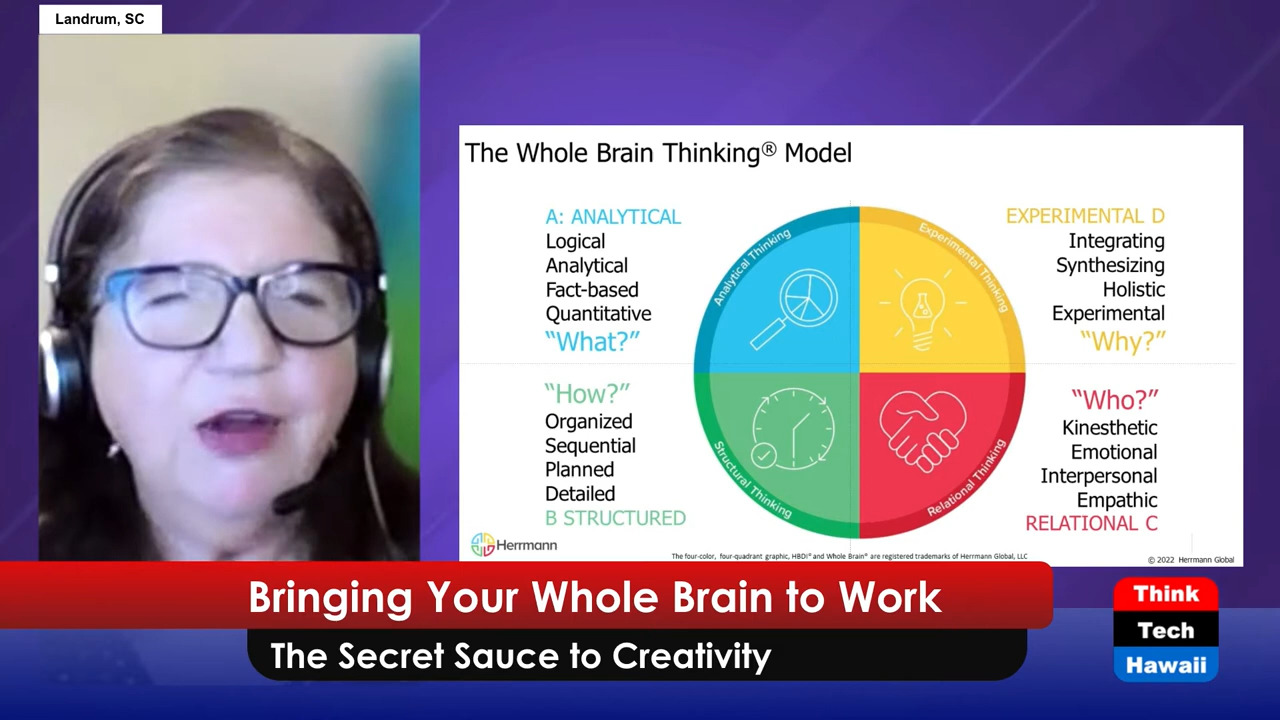 Landrum, SC
The Whole Brain Thinking® Model
A: ANALYTICAL
Logical
Analytical
Fact-based
Quantitative
"What?"
"How?"
Organized
Sequential
Planned
Detailed
B STRUCTURED
Analytical Thinking
Experimental Thinking
Structural Thinking
Relational Thinking
EXPERIMENTAL D
Integrating
Synthesizing
Holistic
Experimental
"Why?"
"Who?"
Kinesthetic
Emotional
Interpersonal
Empathic
RELATIONAL C
Herrmann
The four-color, four-quadrant graphic, HBDI® and Whole Brain® are registered trademarks of Herrmann Global, LLC
© 2022 Herrmann Global
Bringing Your Whole Brain to Work
The Secret Sauce to Creativity
Think
Tech
Hawaii